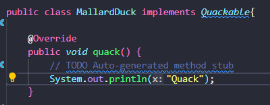 public class MallardDuck implements Quackable{
@Override
public void quack() {
// TODO Auto-generated method stub
System.out.println(x:"Quack");
}